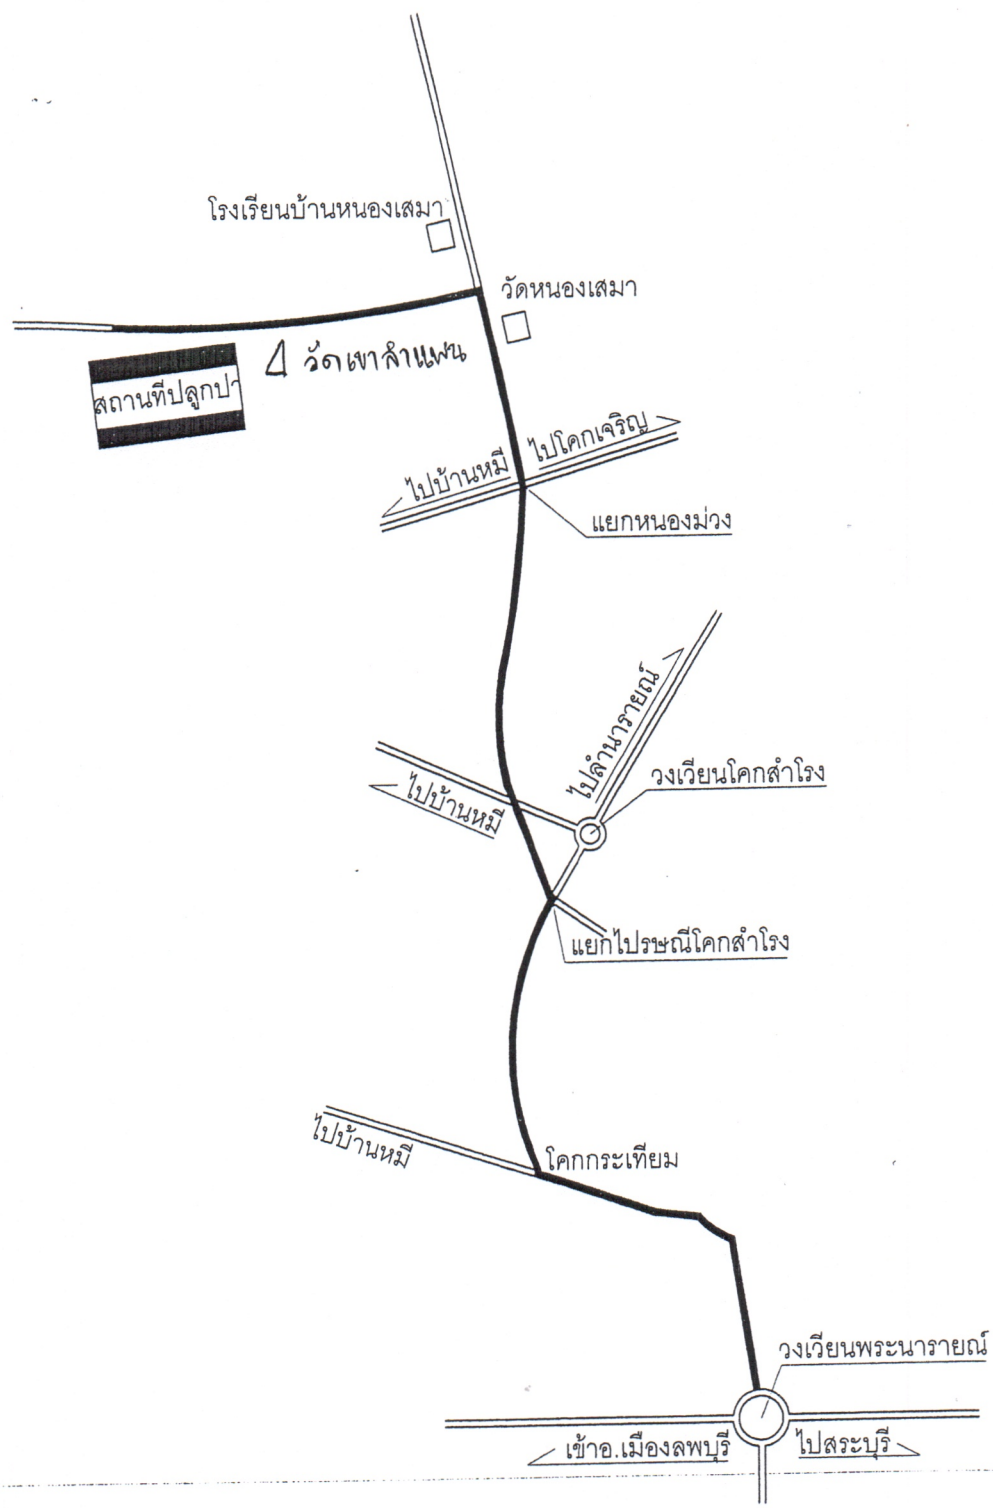 โรงเรียนบ้านหนองเสมา
วัดหนองเสมา
วัดเขาลำแพน
สถานที่ปลูกป่า
ไปโคกเจริญ
ไปบ้านหมี่
แยกหนองม่วง
ไปลำนารายณ์
วงเวียนโคกสำโรง
ไปบ้านหมี่
แยกไปรษณีโคกสำโรง
ไปบ้านหมี่
โคกกระเทียม
วงเวียนพระนารายณ์
เข้าอ.เมืองลพบุรี
ไปสระบุรี